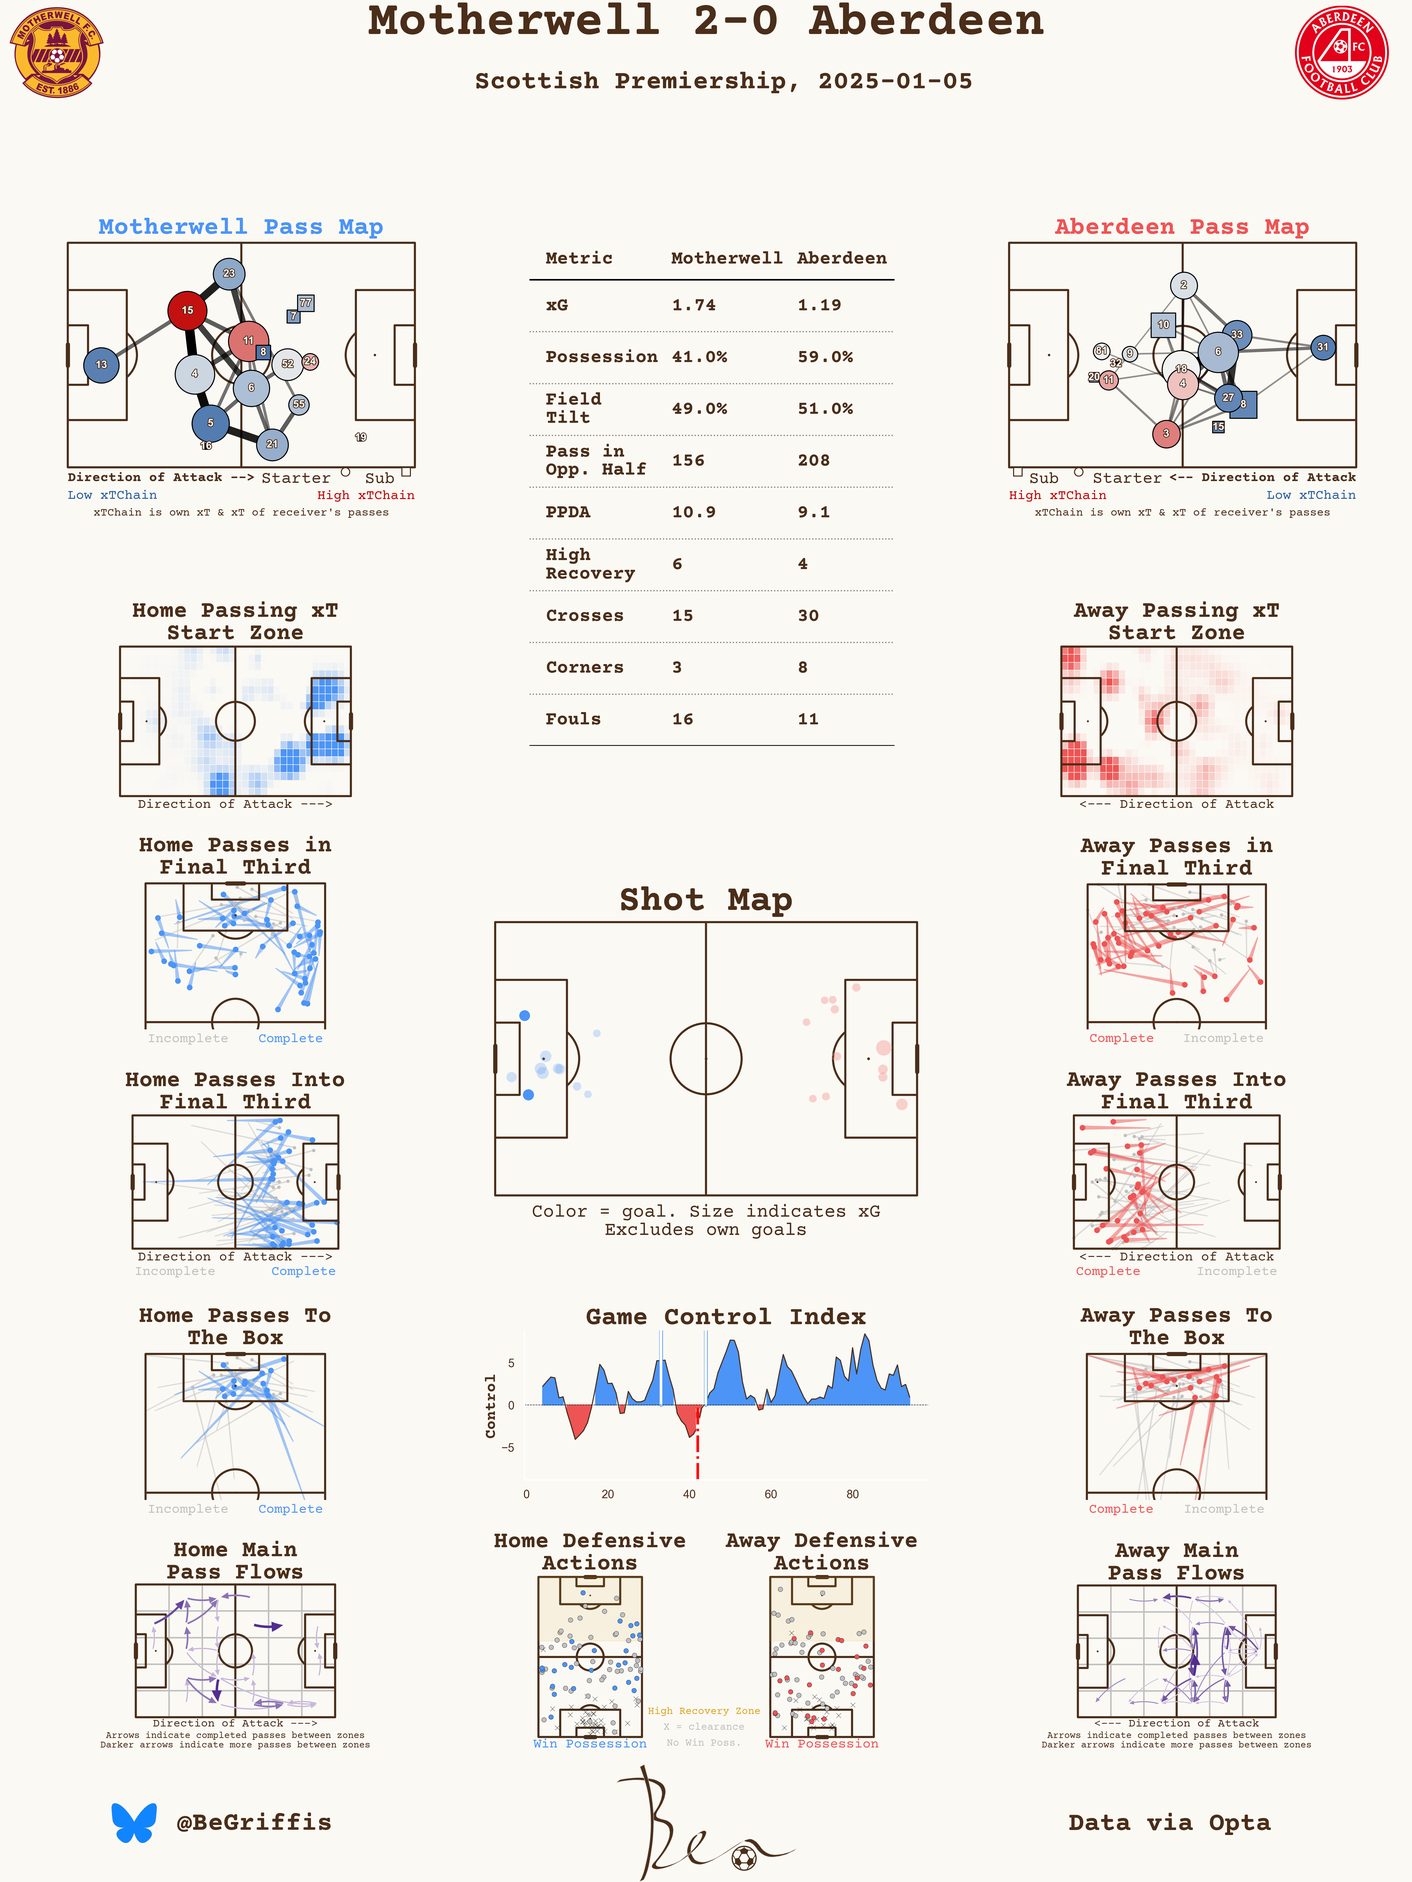 Motherwell 2-0 Aberdeen
Scottish Premiership, 2025-01-05
MOTHERWELL F.C.
EST. 1886
ABERDEEN
FC
1903
FOOTBALL CLUB
Motherwell Pass Map
23
15
77
7
11
8
13
4
52
24
6
55
5
16
21
19
Direction of Attack --> Starter Sub
Low xTChain High xTChain
xTChain is own xT & xT of receiver's passes
Metric Motherwell Aberdeen
xG 1.74 1.19
Possession 41.0% 59.0%
Field
Tilt 49.0% 51.0%
Pass in
Opp. Half 156 208
PPDA 10.9 9.1
High
Recovery 6 4
Crosses 15 30
Corners 3 8
Fouls 16 11
Aberdeen Pass Map
2
10
33
81
9
6
31
32
18
20
11
4
27
8
15
3
Sub Starter <-- Direction of Attack
High xTChain Low xTChain
xTChain is own xT & xT of receiver's passes
Home Passing xT
Start Zone
Direction of Attack --->
Away Passing xT
Start Zone
<--- Direction of Attack
Home Passes in
Final Third
Incomplete Complete
Away Passes in
Final Third
Complete Incomplete
Shot Map
Color = goal. Size indicates xG
Excludes own goals
Home Passes Into
Final Third
Direction of Attack --->
Incomplete Complete
Away Passes Into
Final Third
<--- Direction of Attack
Complete Incomplete
Home Passes To
The Box
Incomplete Complete
Game Control Index
Control
5
0
−5
0 20 40 60 80
Away Passes To
The Box
Complete Incomplete
Home Main
Pass Flows
Direction of Attack --->
Arrows indicate completed passes between zones
Darker arrows indicate more passes between zones
Home Defensive
Actions
Win Possession
Away Defensive
Actions
Win Possession
High Recovery Zone
X = clearance
No Win Poss.
Away Main
Pass Flows
<--- Direction of Attack
Arrows indicate completed passes between zones
Darker arrows indicate more passes between zones
@BeGriffis
Ben
Data via Opta